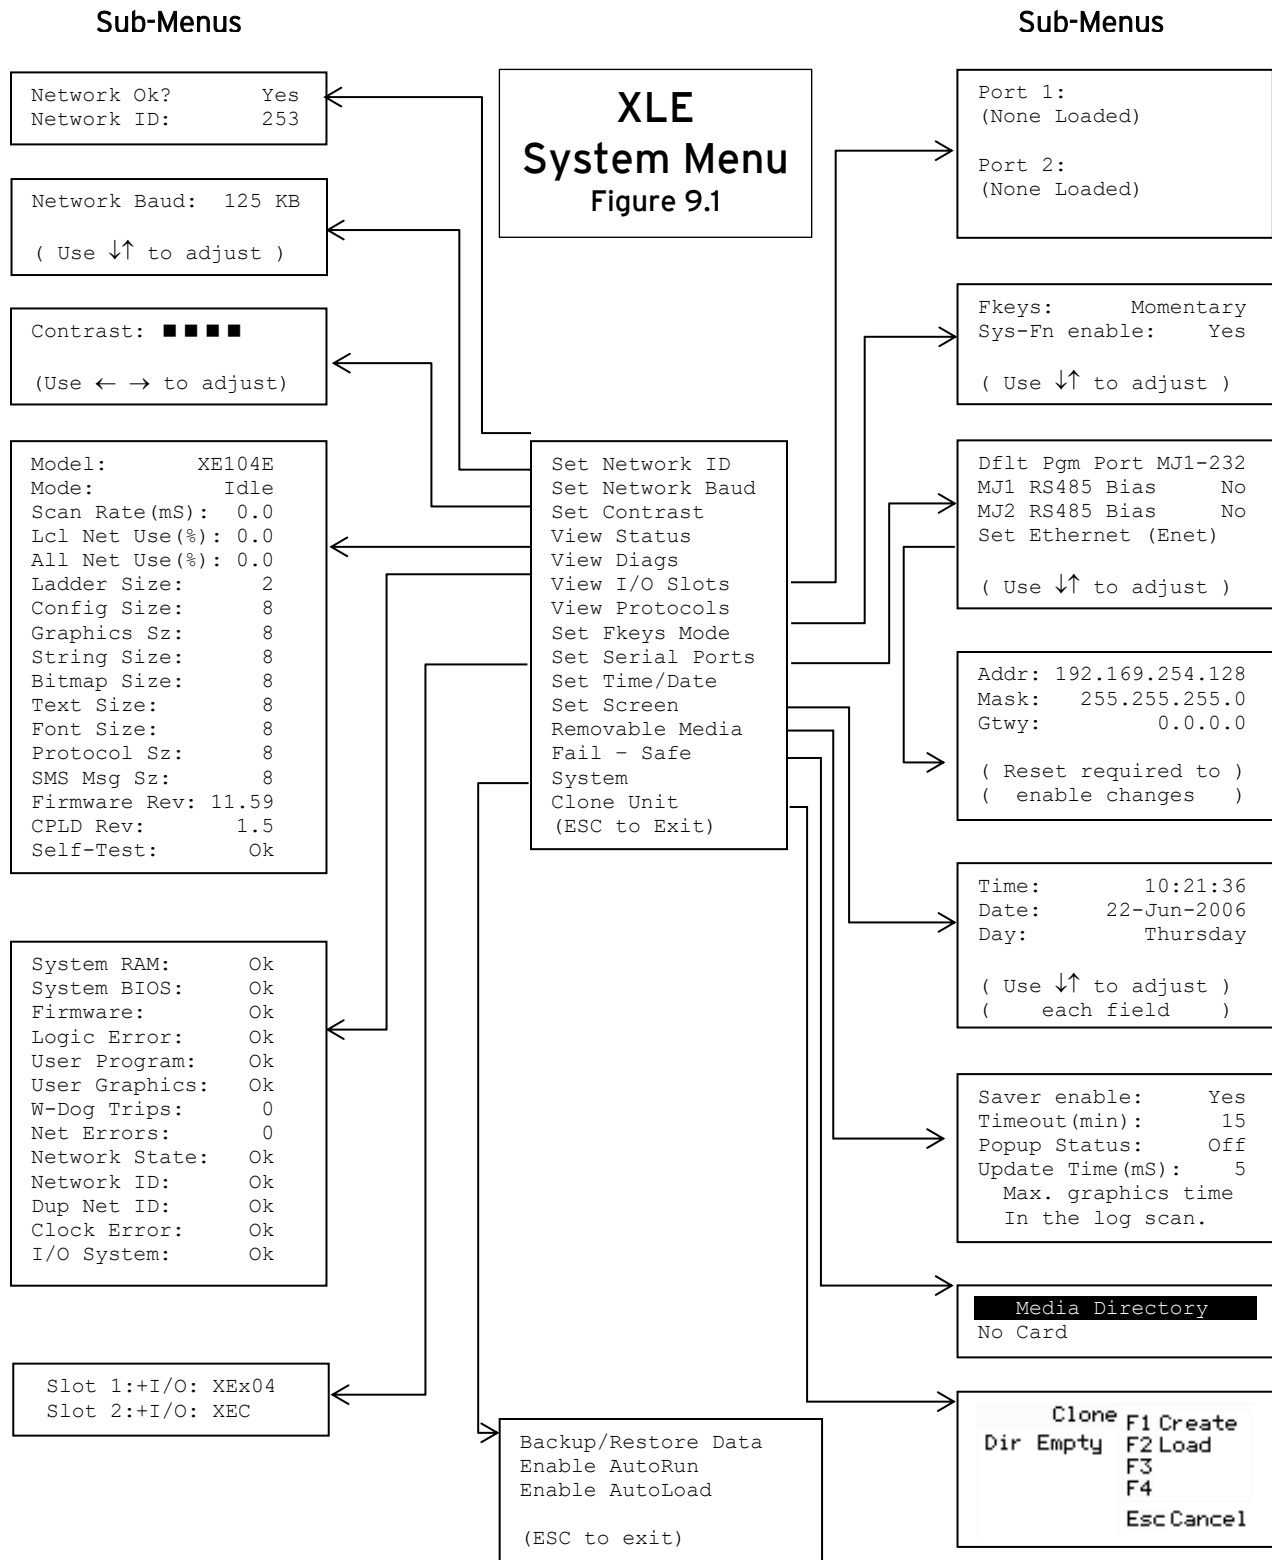 Sub-Menus
Sub-Menus
XLE
System Menu
Figure 9.1
Network Ok? Yes
Network ID: 253
Network Baud: 125 KB
( Use ↓↑ to adjust )
Contrast: ■ ■ ■ ■
(Use ← → to adjust)
Model: XE104E
Mode: Idle
Scan Rate(mS): 0.0
Lcl Net Use(%): 0.0
All Net Use(%): 0.0
Ladder Size: 2
Config Size: 8
Graphics Sz: 8
String Size: 8
Bitmap Size: 8
Text Size: 8
Font Size: 8
Protocol Sz: 8
SMS Msg Sz: 8
Firmware Rev: 11.59
CPLD Rev: 1.5
Self-Test: Ok
System RAM: Ok
System BIOS: Ok
Firmware: Ok
Logic Error: Ok
User Program: Ok
User Graphics: Ok
W-Dog Trips: 0
Net Errors: 0
Network State: Ok
Network ID: Ok
Dup Net ID: Ok
Clock Error: Ok
I/O System: Ok
Slot 1:+I/O: XEx04
Slot 2:+I/O: XEC
Set Network ID
Set Network Baud
Set Contrast
View Status
View Diags
View I/O Slots
View Protocols
Set Fkeys Mode
Set Serial Ports
Set Time/Date
Set Screen
Removable Media
Fail – Safe
System
Clone Unit
(ESC to Exit)
Backup/Restore Data
Enable AutoRun
Enable AutoLoad
(ESC to exit)
Port 1:
(None Loaded)
Port 2:
(None Loaded)
Fkeys: Momentary
Sys-Fn enable: Yes
( Use ↓↑ to adjust )
Dflt Pgm Port MJ1-232
MJ1 RS485 Bias No
MJ2 RS485 Bias No
Set Ethernet (Enet)
( Use ↓↑ to adjust )
Addr: 192.169.254.128
Mask: 255.255.255.0
Gtwy: 0.0.0.0
( Reset required to )
( enable changes )
Time: 10:21:36
Date: 22-Jun-2006
Day: Thursday
( Use ↓↑ to adjust )
( each field )
Saver enable: Yes
Timeout(min): 15
Popup Status: Off
Update Time(mS): 5
Max. graphics time
In the log scan.
Media Directory
No Card
Clone
Dir Empty
F1 Create
F2 Load
F3
F4
Esc Cancel